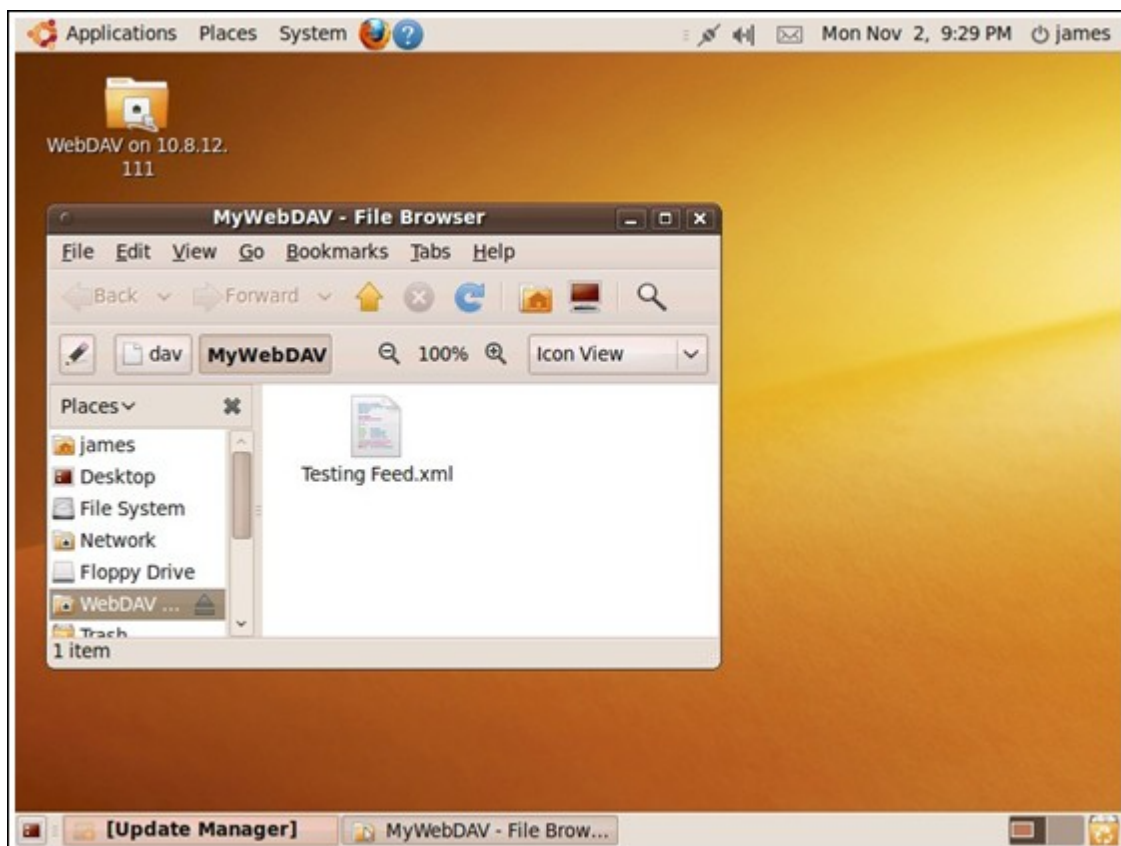 Applications Places System Mon Nov 2, 9:29 PM james
WebDAV on 10.8.12.
111
MyWebDAV - File Browser
File Edit View Go Bookmarks Tabs Help
Back Forward
dav MyWebDAV 100% Icon View
Places
james
Desktop
File System
Network
Floppy Drive
WebDAV ...
Trash
Testing Feed.xml
1 item
[Update Manager] MyWebDAV - File Brow...